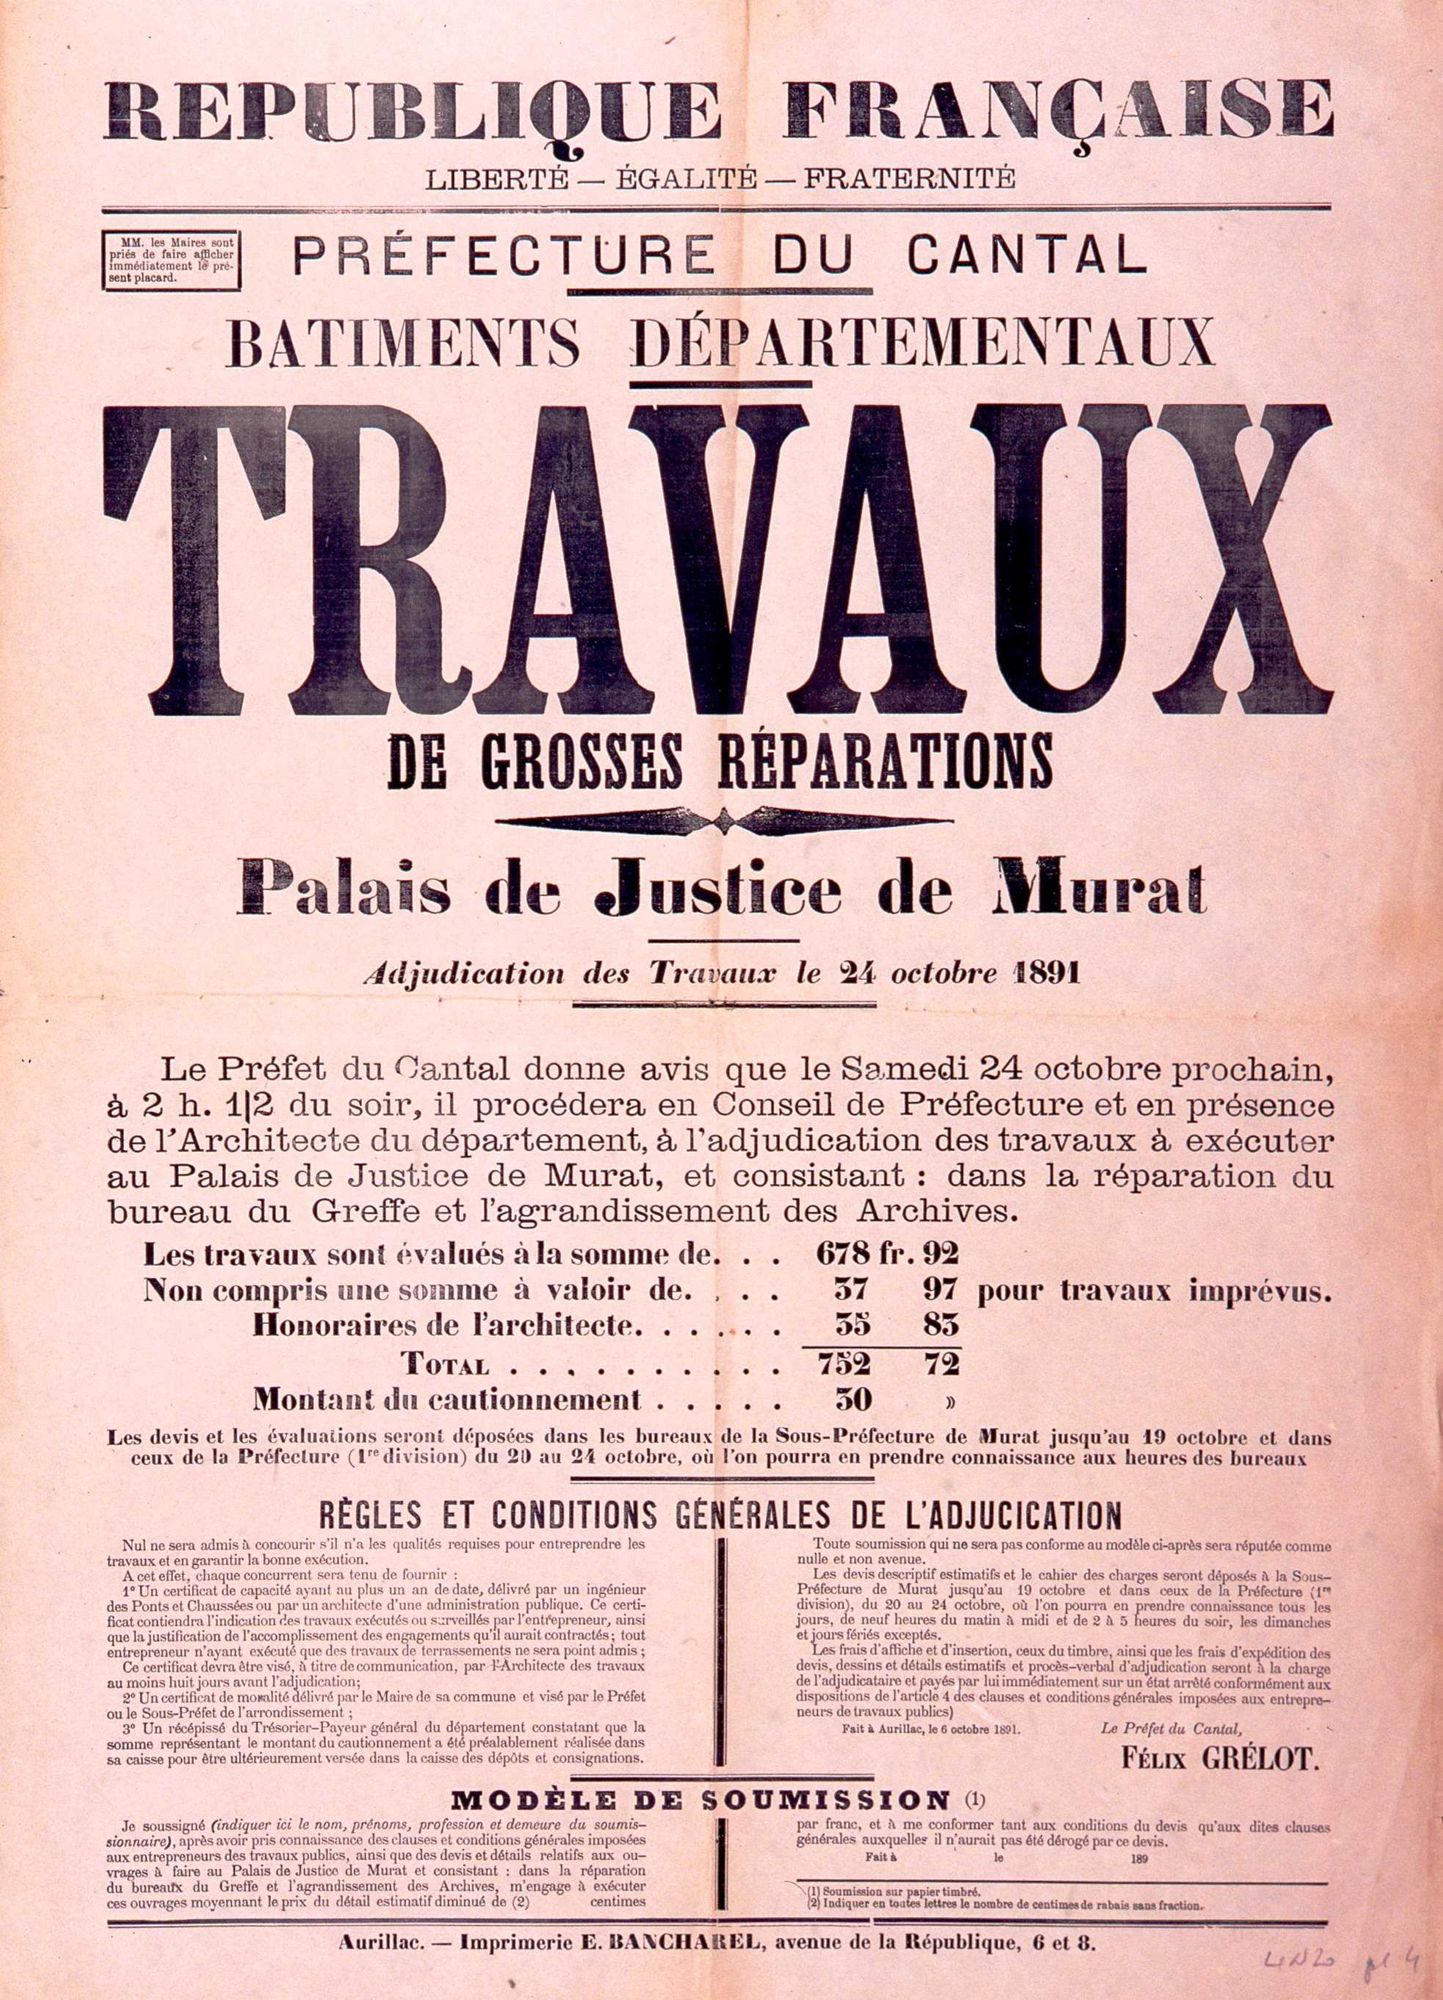 REPUBLIQUE FRANÇAISE
LIBERTÉ — ÉGALITÉ — FRATERNITÉ
MM. les Maires sont
priés de faire afficher
immédiatement le pré-
sent placard.
PRÉFECTURE DU CANTAL
BATIMENTS DÉPARTEMENTAUX
TRAVAUX
DE GROSSES RÉPARATIONS
Palais de Justice de Murat
Adjudication des Travaux le 24 octobre 1891
Le Préfet du Cantal donne avis que le Samedi 24 octobre prochain,
à 2 h. 1|2 du soir, il procédera en Conseil de Préfecture et en présence
de l'Architecte du département, à l'adjudication des travaux à exécuter
au Palais de Justice de Murat, et consistant : dans la réparation du
bureau du Greffe et l'agrandissement des Archives.
Les travaux sont évalués à la somme de. . . 678 fr. 92
Non compris une somme à valoir de. . . . 37 97 pour travaux imprévus.
Honoraires de l'architecte. . . . . . 35 83
TOTAL . . . . . . . . . . 752 72
Montant du cautionnement . . . . . 30 »
Les devis et les évaluations seront déposées dans les bureaux de la Sous-Préfecture de Murat jusqu'au 19 octobre et dans
ceux de la Préfecture (1re division) du 20 au 24 octobre, où l'on pourra en prendre connaissance aux heures des bureaux
RÈGLES ET CONDITIONS GÉNÉRALES DE L'ADJUCICATION
Nul ne sera admis à concourir s'il n'a les qualités requises pour entreprendre les
travaux et en garantir la bonne exécution.
A cet effet, chaque concurrent sera tenu de fournir :
1° Un certificat de capacité ayant au plus un an de date, délivré par un ingénieur
des Ponts et Chaussées ou par un architecte d'une administration publique. Ce certi-
ficat contiendra l'indication des travaux exécutés ou surveillés par l'entrepreneur, ainsi
que la justification de l'accomplissement des engagements qu'il aurait contractés ; tout
entrepreneur n'ayant exécuté que des travaux de terrassements ne sera point admis ;
Ce certificat devra être visé, à titre de communication, par l'Architecte des travaux
au moins huit jours avant l'adjudication;
2° Un certificat de moralité délivré par le Maire de sa commune et visé par le Préfet
ou le Sous-Préfet de l'arrondissement ;
3° Un récépissé du Trésorier-Payeur général du département constatant que la
somme représentant le montant du cautionnement a été préalablement réalisée dans
sa caisse pour être ultérieurement versée dans la caisse des dépôts et consignations.
Toute soumission qui ne sera pas conforme au modèle ci-après sera réputée comme
nulle et non avenue.
Les devis descriptif estimatifs et le cahier des charges seront déposés à la Sous-
Préfecture de Murat jusqu'au 19 octobre et dans ceux de la Préfecture (1re
division), du 20 au 24 octobre, où l'on pourra en prendre connaissance tous les
jours, de neuf heures du matin à midi et de 2 à 5 heures du soir, les dimanches
et jours fériés exceptés.
Les frais d'affiche et d'insertion, ceux du timbre, ainsi que les frais d'expédition des
devis, dessins et détails estimatifs et procès-verbal d'adjudication seront à la charge
de l'adjudicataire et payés par lui immédiatement sur un état arrêté conformément aux
dispositions de l'article 4 des clauses et conditions générales imposées aux entrepre-
neurs de travaux publics)
Fait à Aurillac, le 6 octobre 1891.
Le Préfet du Cantal,
FÉLIX GRÉLOT.
MODÈLE DE SOUMISSION (1)
Je soussigné (indiquer ici le nom, prénoms, profession et demeure du soumis-
sionnaire), après avoir pris connaissance des clauses et conditions générales imposées
aux entrepreneurs des travaux publics, ainsi que des devis et détails relatifs aux ou-
vrages à faire au Palais de Justice de Murat et consistant : dans la réparation
du bureaux du Greffe et l'agrandissement des Archives, m'engage à exécuter
ces ouvrages moyennant le prix du détail estimatif diminué de (2) centimes
par franc, et à me conformer tant aux conditions du devis qu'aux dites clauses
générales auxquelles il n'aurait pas été dérogé par ce devis.
Fait à le 189
(1) Soumission sur papier timbré.
(2) Indiquer en toutes lettres le nombre de centimes de rabais sans fraction.
Aurillac. — Imprimerie E. BANCHAREL, avenue de la République, 6 et 8.